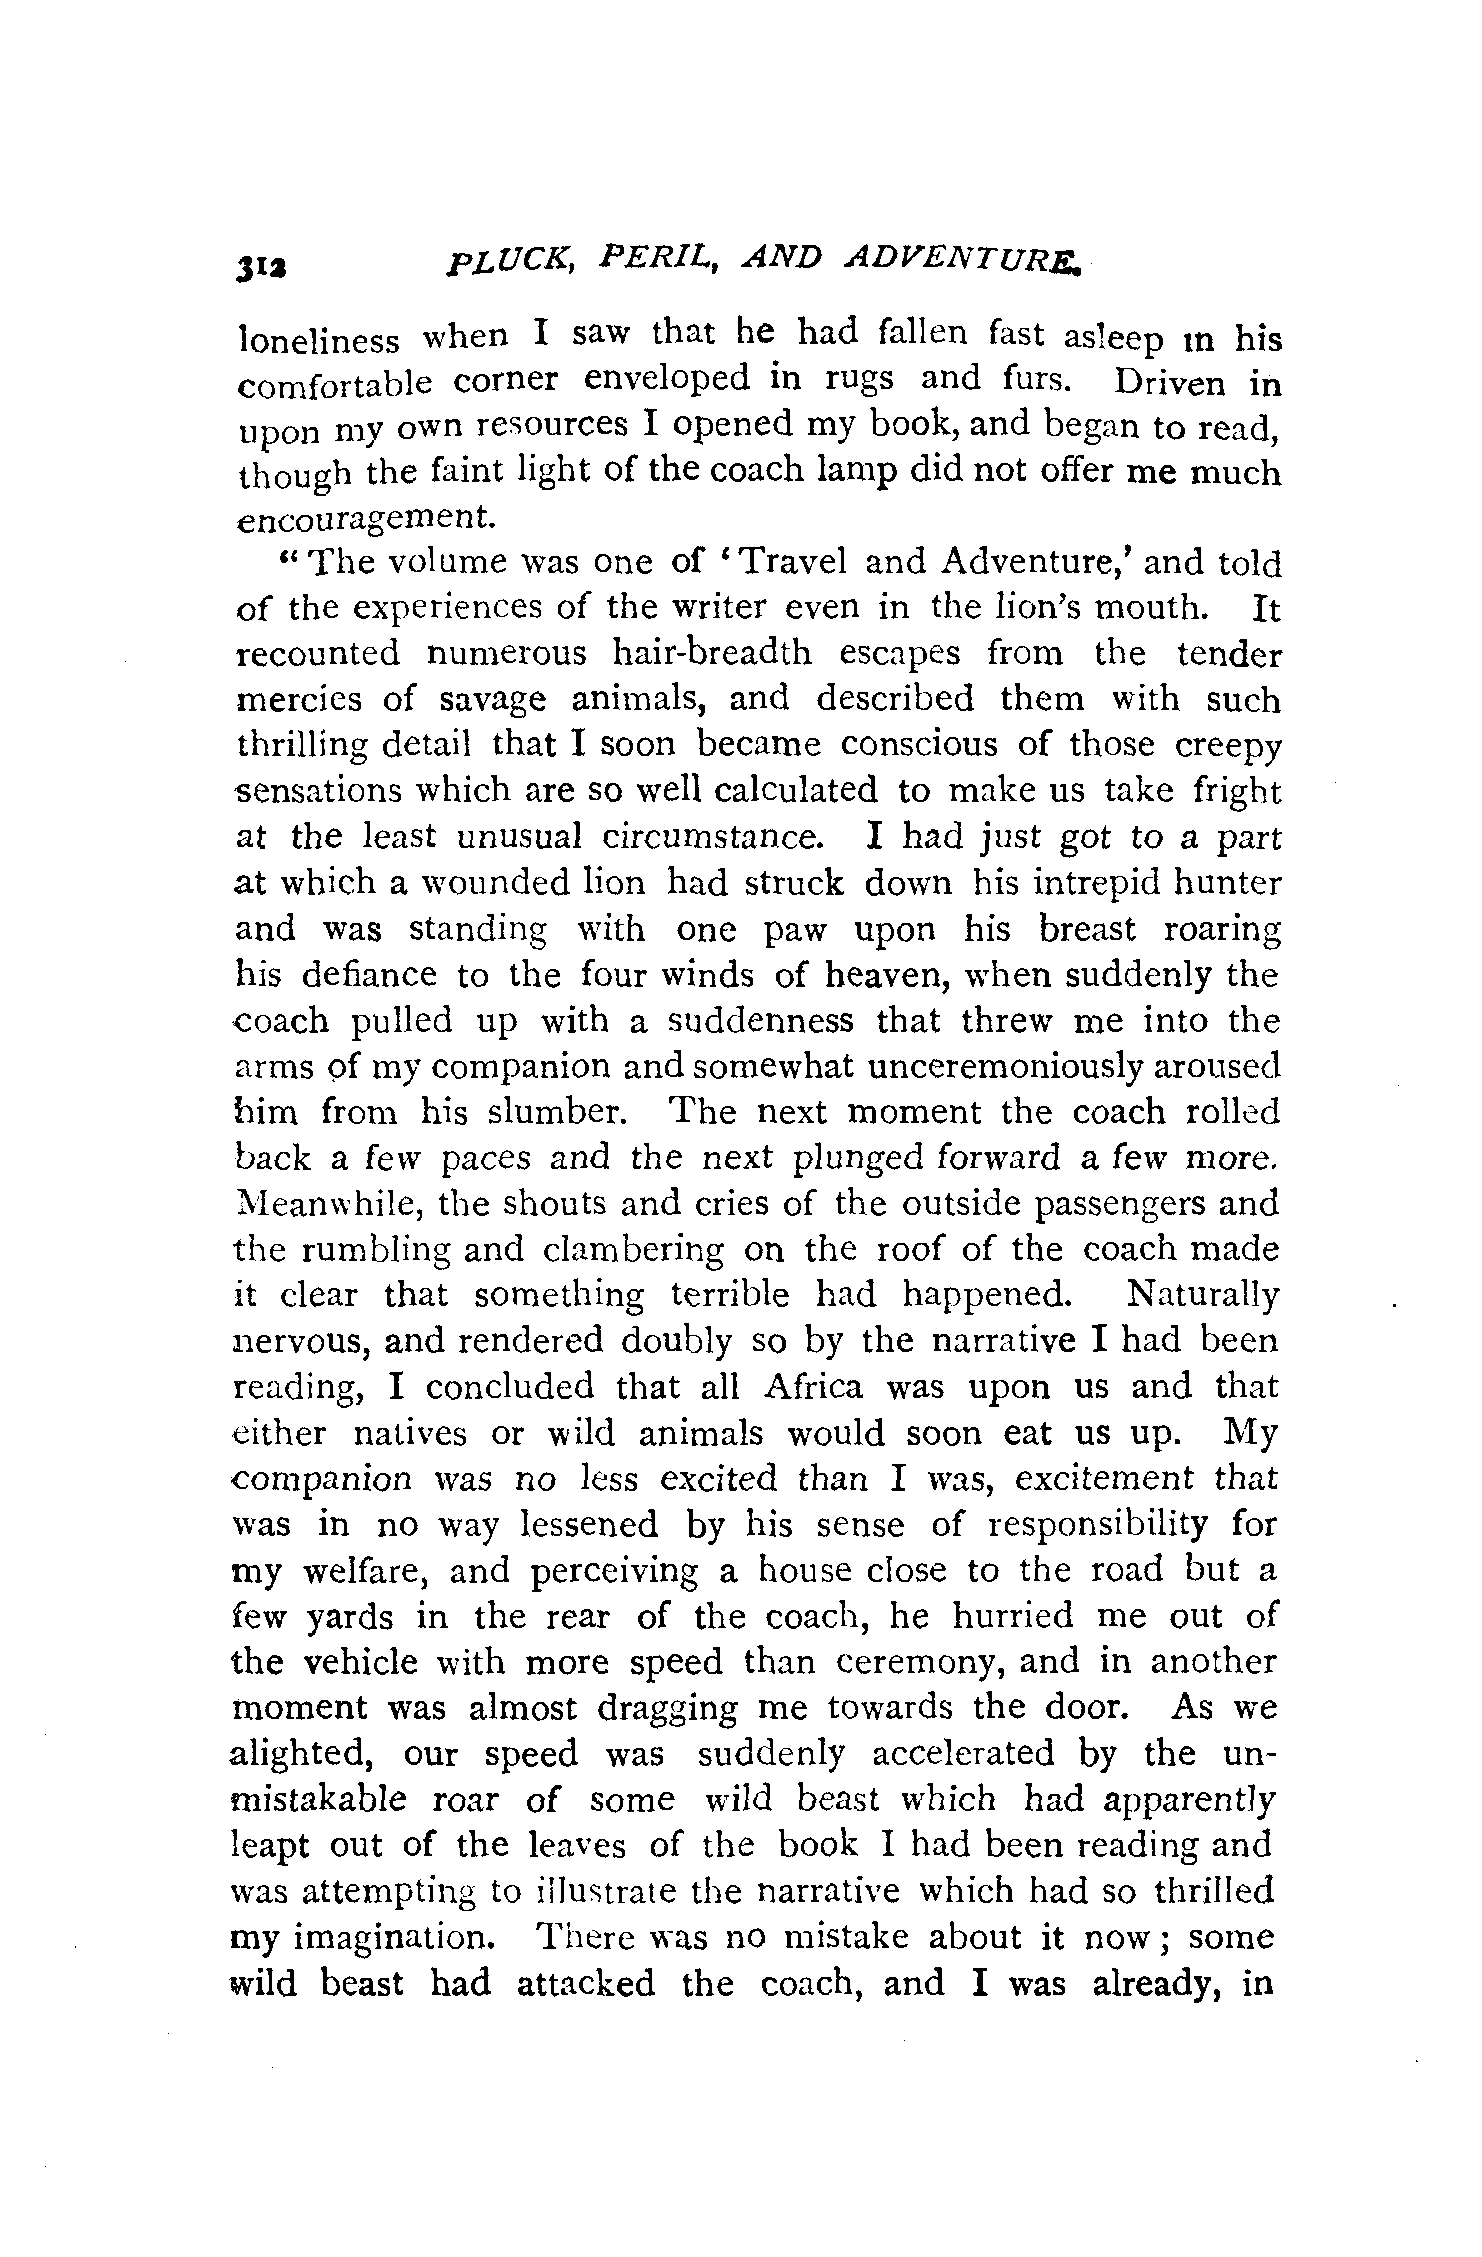 312 PLUCK, PERIL, AND ADVENTURE.
loneliness when I saw that he had fallen fast asleep in his
comfortable corner enveloped in rugs and furs. Driven in
upon my own resources I opened my book, and began to read,
though the faint light of the coach lamp did not offer me much
encouragement.
“ The volume was one of ‘ Travel and Adventure,’ and told
of the experiences of the writer even in the lion’s mouth. It
recounted numerous hair-breadth escapes from the tender
mercies of savage animals, and described them with such
thrilling detail that I soon became conscious of those creepy
sensations which are so well calculated to make us take fright
at the least unusual circumstance. I had just got to a part
at which a wounded lion had struck down his intrepid hunter
and was standing with one paw upon his breast roaring
his defiance to the four winds of heaven, when suddenly the
coach pulled up with a suddenness that threw me into the
arms of my companion and somewhat unceremoniously aroused
him from his slumber. The next moment the coach rolled
back a few paces and the next plunged forward a few more.
Meanwhile, the shouts and cries of the outside passengers and
the rumbling and clambering on the roof of the coach made
it clear that something terrible had happened. Naturally
nervous, and rendered doubly so by the narrative I had been
reading, I concluded that all Africa was upon us and that
either natives or wild animals would soon eat us up. My
companion was no less excited than I was, excitement that
was in no way lessened by his sense of responsibility for
my welfare, and perceiving a house close to the road but a
few yards in the rear of the coach, he hurried me out of
the vehicle with more speed than ceremony, and in another
moment was almost dragging me towards the door. As we
alighted, our speed was suddenly accelerated by the un-
mistakable roar of some wild beast which had apparently
leapt out of the leaves of the book I had been reading and
was attempting to illustrate the narrative which had so thrilled
my imagination. There was no mistake about it now ; some
wild beast had attacked the coach, and I was already, in